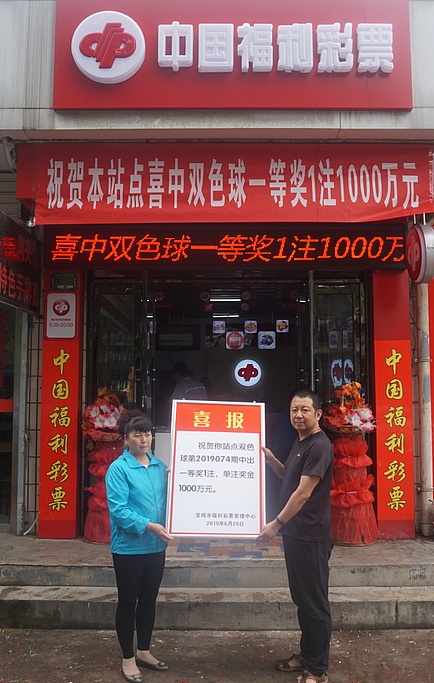 中国福利彩票
祝贺本站点喜中双色球一等奖1注1000万元
喜中双色球一等奖1注1000万
8:30-20:00
中国福利彩票
中国福利彩票
喜报
祝贺你站点双色
球第2019074期中出
一等奖1注，单注奖金
1000万元。
宝鸡市福利彩票管理中心
2019年6月28日